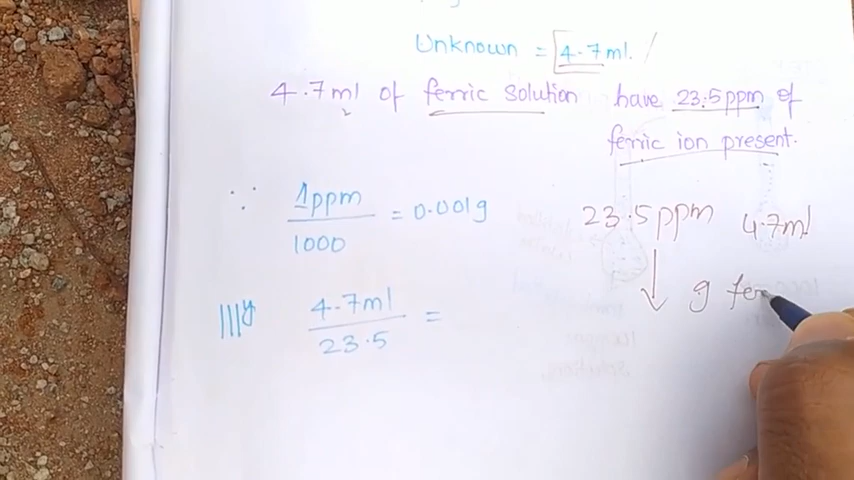 Unknown = 4.7ml.
4.7ml of ferric solution have 23.5ppm of
ferric ion present.
∵ 1ppm / 1000 = 0.001g
23.5ppm 4.7ml
|||ly 4.7ml / 23.5 =
g fer